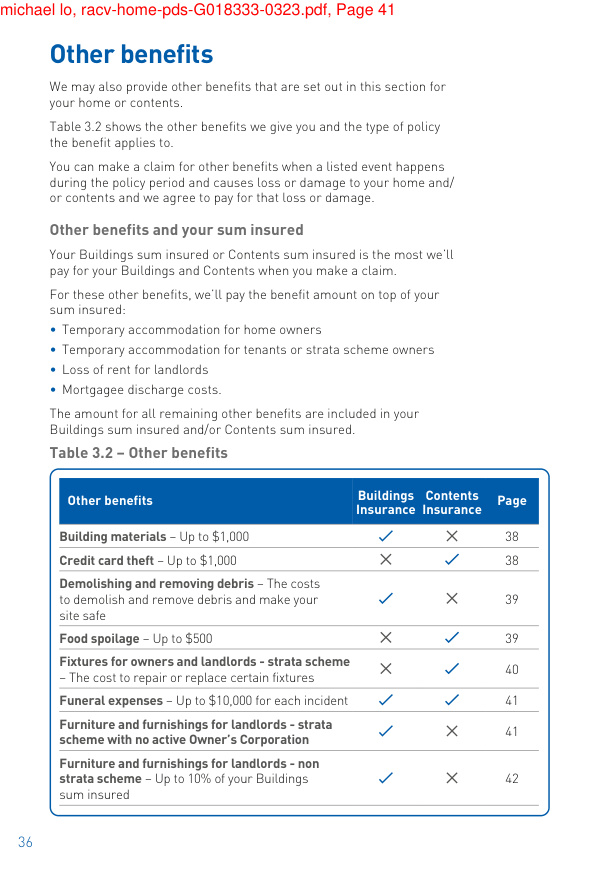 michael lo, racv-home-pds-G018333-0323.pdf, Page 41
Other benefits
We may also provide other benefits that are set out in this section for
your home or contents.
Table 3.2 shows the other benefits we give you and the type of policy
the benefit applies to.
You can make a claim for other benefits when a listed event happens
during the policy period and causes loss or damage to your home and/
or contents and we agree to pay for that loss or damage.
Other benefits and your sum insured
Your Buildings sum insured or Contents sum insured is the most we'll
pay for your Buildings and Contents when you make a claim.
For these other benefits, we'll pay the benefit amount on top of your
sum insured:
• Temporary accommodation for home owners
• Temporary accommodation for tenants or strata scheme owners
• Loss of rent for landlords
• Mortgagee discharge costs.
The amount for all remaining other benefits are included in your
Buildings sum insured and/or Contents sum insured.
Table 3.2 – Other benefits
Other benefits Buildings Insurance Contents Insurance Page
Building materials – Up to $1,000 ✓ ✕ 38
Credit card theft – Up to $1,000 ✕ ✓ 38
Demolishing and removing debris – The costs
to demolish and remove debris and make your ✓ ✕ 39
site safe
Food spoilage – Up to $500 ✕ ✓ 39
Fixtures for owners and landlords - strata scheme
– The cost to repair or replace certain fixtures ✕ ✓ 40
Funeral expenses – Up to $10,000 for each incident ✓ ✓ 41
Furniture and furnishings for landlords - strata
scheme with no active Owner's Corporation ✓ ✕ 41
Furniture and furnishings for landlords - non
strata scheme – Up to 10% of your Buildings ✓ ✕ 42
sum insured
36